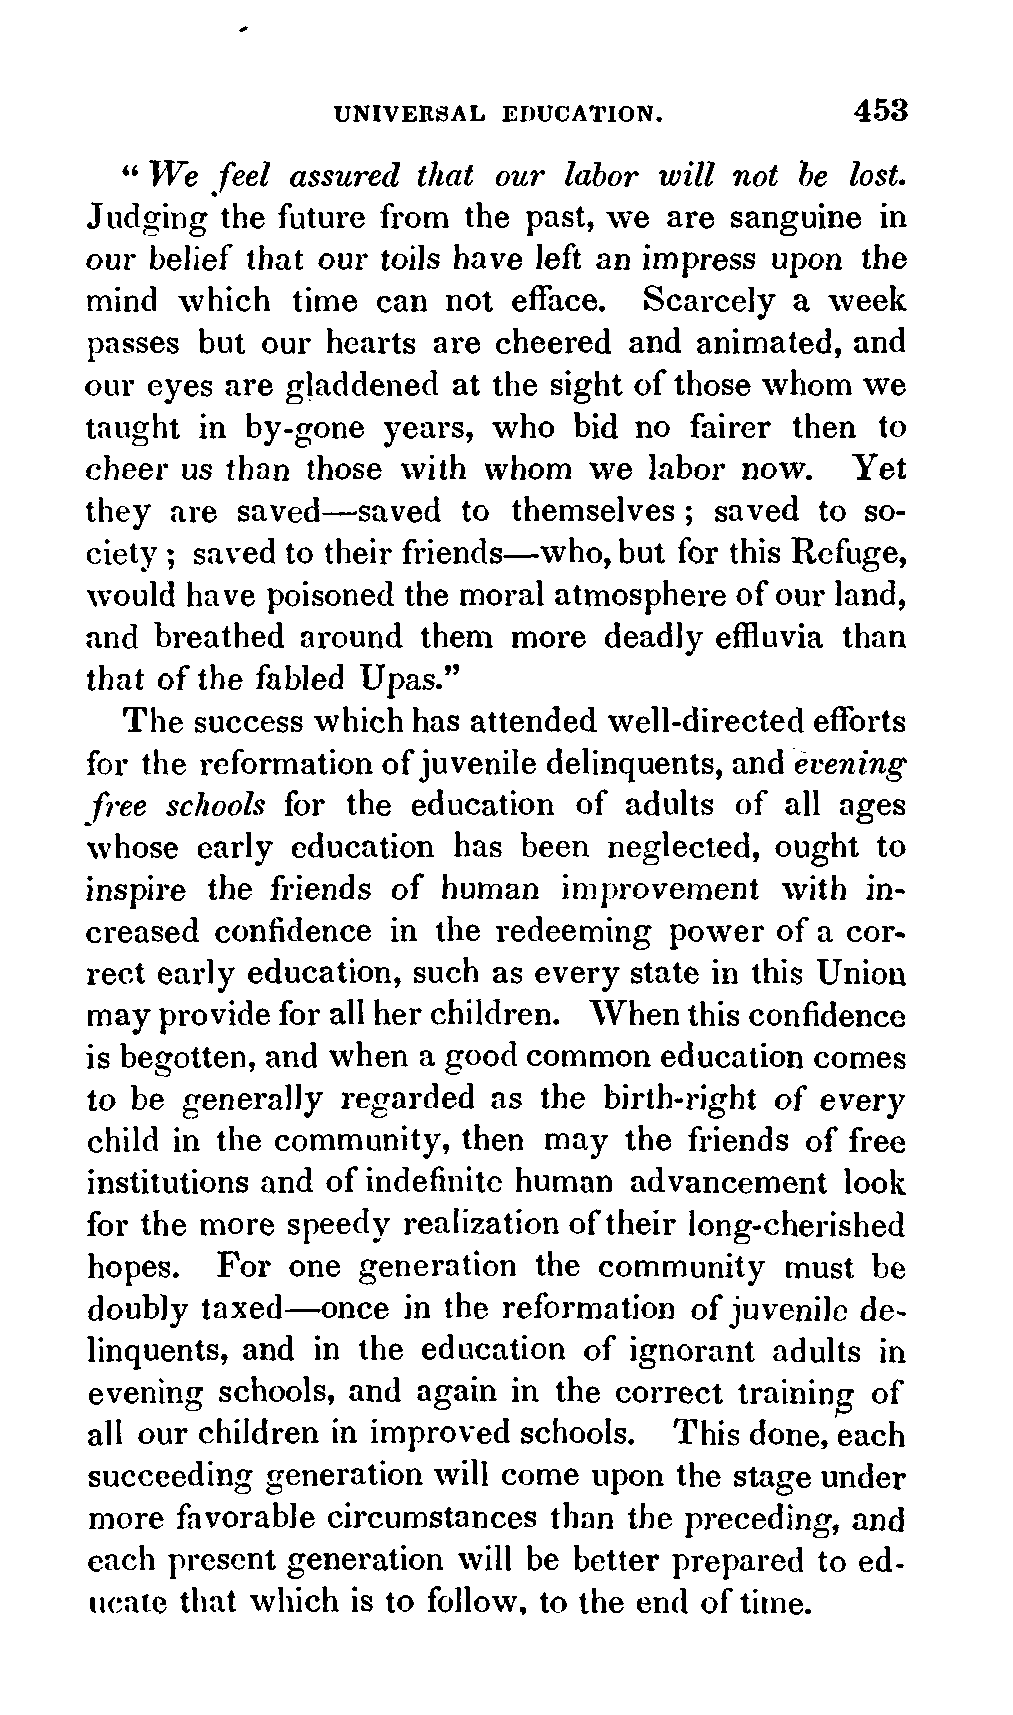 UNIVERSAL EDUCATION. 453
“ We feel assured that our labor will not be lost.
Judging the future from the past, we are sanguine in
our belief that our toils have left an impress upon the
mind which time can not efface. Scarcely a week
passes but our hearts are cheered and animated, and
our eyes are gladdened at the sight of those whom we
taught in by-gone years, who bid no fairer then to
cheer us than those with whom we labor now. Yet
they are saved—saved to themselves ; saved to so-
ciety ; saved to their friends—who, but for this Refuge,
would have poisoned the moral atmosphere of our land,
and breathed around them more deadly effluvia than
that of the fabled Upas.”
The success which has attended well-directed efforts
for the reformation of juvenile delinquents, and evening
free schools for the education of adults of all ages
whose early education has been neglected, ought to
inspire the friends of human improvement with in-
creased confidence in the redeeming power of a cor-
rect early education, such as every state in this Union
may provide for all her children. When this confidence
is begotten, and when a good common education comes
to be generally regarded as the birth-right of every
child in the community, then may the friends of free
institutions and of indefinite human advancement look
for the more speedy realization of their long-cherished
hopes. For one generation the community must be
doubly taxed—once in the reformation of juvenile de-
linquents, and in the education of ignorant adults in
evening schools, and again in the correct training of
all our children in improved schools. This done, each
succeeding generation will come upon the stage under
more favorable circumstances than the preceding, and
each present generation will be better prepared to ed-
ucate that which is to follow, to the end of time.